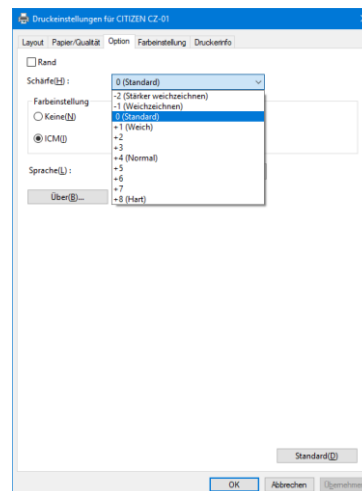 Druckeinstellungen für CITIZEN CZ-01
Layout Papier/Qualität Option Farbeinstellung Druckerinfo
Rand
Schärfe(H) : 0 (Standard)
-2 (Stärker weichzeichnen)
-1 (Weichzeichnen)
0 (Standard)
+1 (Weich)
+2
+3
+4 (Normal)
+5
+6
+7
+8 (Hart)
Farbeinstellung
Keine(N)
ICM(I)
Sprache(L) :
Über(B)...
Standard(D)
OK Abbrechen Übernehmen